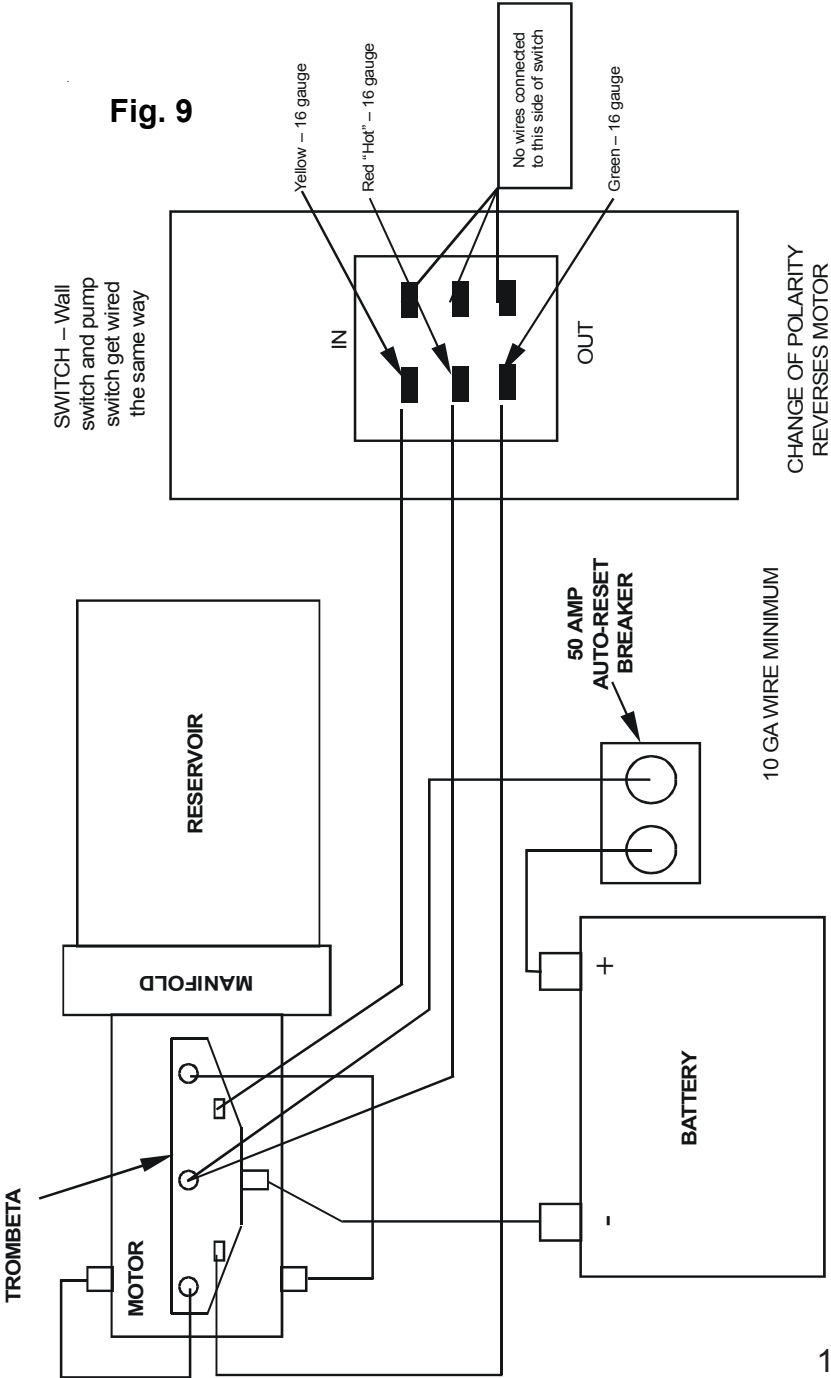 Fig. 9
SWITCH – Wall
switch and pump
switch get wired
the same way
Yellow – 16 gauge
Red "Hot" – 16 gauge
No wires connected
to this side of switch
Green – 16 gauge
IN
OUT
CHANGE OF POLARITY
REVERSES MOTOR
RESERVOIR
MANIFOLD
TROMBETA
MOTOR
50 AMP
AUTO-RESET
BREAKER
10 GA WIRE MINIMUM
BATTERY
+
-
1